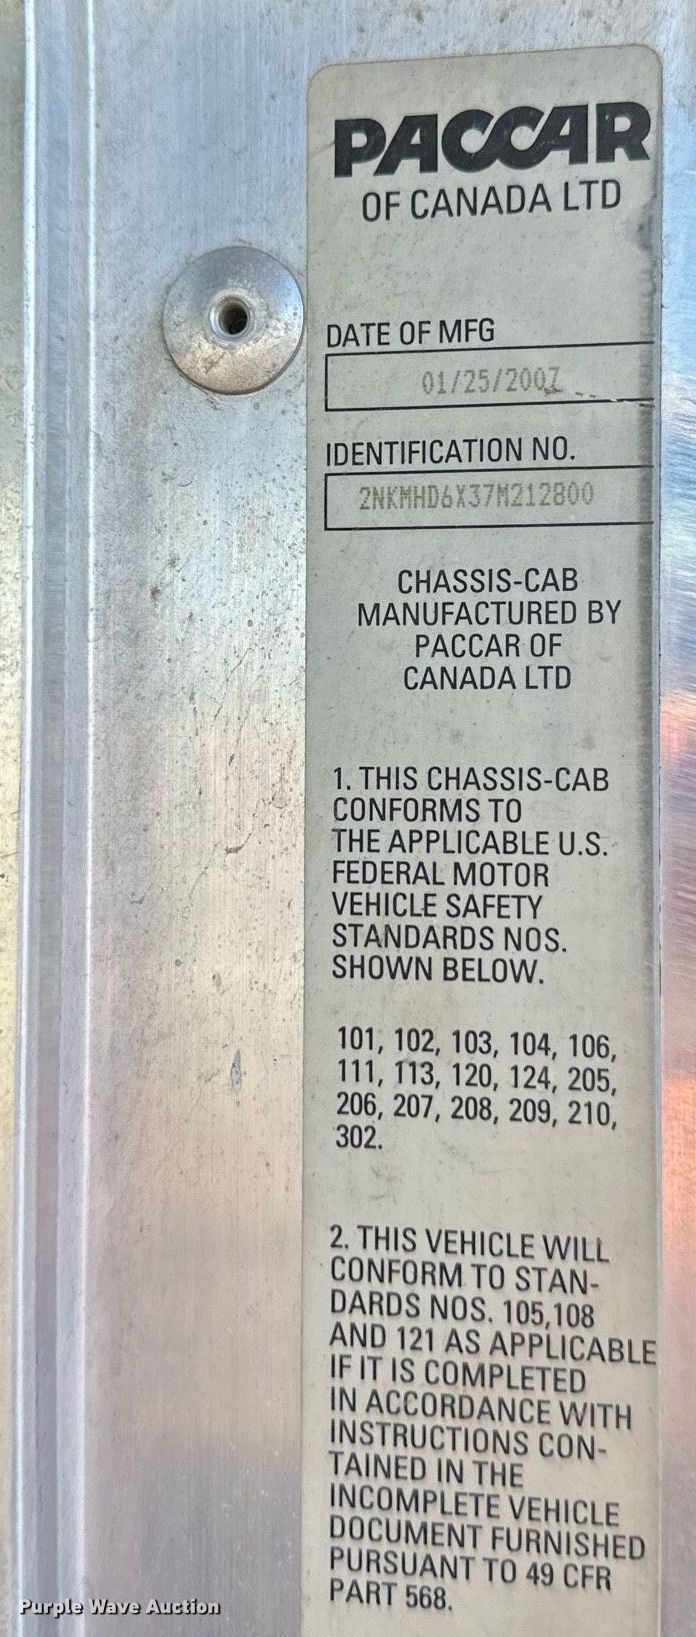 PACCAR
OF CANADA LTD
DATE OF MFG
01/25/2007
IDENTIFICATION NO.
2NKMHD6X37M212800
CHASSIS-CAB
MANUFACTURED BY
PACCAR OF
CANADA LTD
1. THIS CHASSIS-CAB
CONFORMS TO
THE APPLICABLE U.S.
FEDERAL MOTOR
VEHICLE SAFETY
STANDARDS NOS.
SHOWN BELOW.
101, 102, 103, 104, 106,
111, 113, 120, 124, 205,
206, 207, 208, 209, 210,
302.
2. THIS VEHICLE WILL
CONFORM TO STAN-
DARDS NOS. 105,108
AND 121 AS APPLICABLE
IF IT IS COMPLETED
IN ACCORDANCE WITH
INSTRUCTIONS CON-
TAINED IN THE
INCOMPLETE VEHICLE
DOCUMENT FURNISHED
PURSUANT TO 49 CFR
PART 568.
Purple Wave Auction